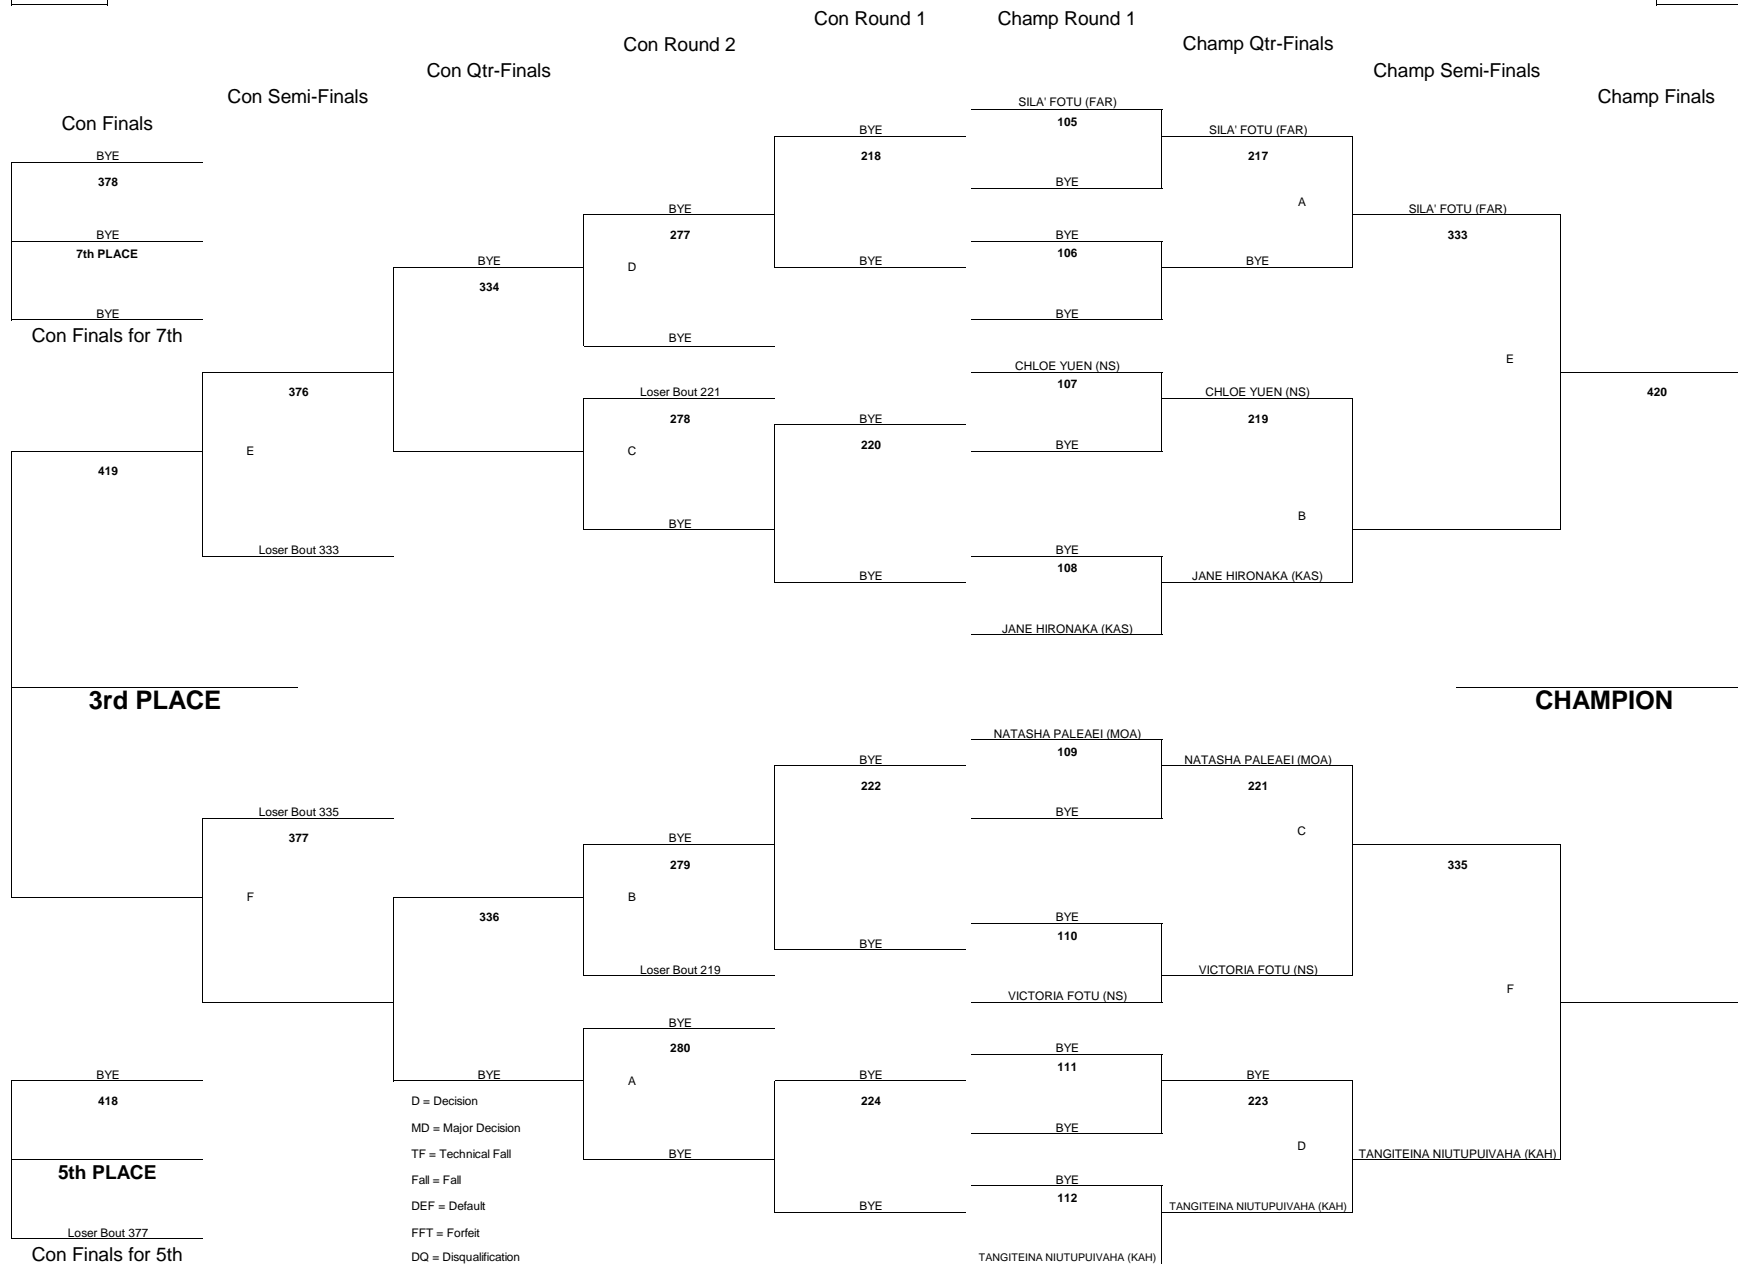 Con Round 1
Champ Round 1
Con Round 2
Champ Qtr-Finals
Con Qtr-Finals
Champ Semi-Finals
Con Semi-Finals
Champ Finals
Con Finals
SILA' FOTU (FAR)
105
BYE
SILA' FOTU (FAR)
BYE
218
217
378
BYE
BYE
A
BYE
SILA' FOTU (FAR)
BYE
BYE
277
333
7th PLACE
106
BYE
D
BYE
BYE
334
BYE
BYE
Con Finals for 7th
BYE
E
CHLOE YUEN (NS)
107
376
Loser Bout 221
CHLOE YUEN (NS)
420
278
BYE
219
220
E
C
BYE
419
B
BYE
Loser Bout 333
BYE
108
BYE
JANE HIRONAKA (KAS)
JANE HIRONAKA (KAS)
3rd PLACE
CHAMPION
NATASHA PALEAEI (MOA)
109
BYE
NATASHA PALEAEI (MOA)
222
221
Loser Bout 335
BYE
377
BYE
C
279
335
F
B
336
BYE
110
BYE
Loser Bout 219
VICTORIA FOTU (NS)
F
VICTORIA FOTU (NS)
BYE
280
BYE
111
BYE
BYE
A
BYE
BYE
418
D = Decision
224
223
MD = Major Decision
BYE
D
TF = Technical Fall
BYE
TANGITEINA NIUTUPUIVAHA (KAH)
5th PLACE
Fall = Fall
BYE
112
DEF = Default
BYE
TANGITEINA NIUTUPUIVAHA (KAH)
Loser Bout 377
FFT = Forfeit
Con Finals for 5th
DQ = Disqualification
TANGITEINA NIUTUPUIVAHA (KAH)